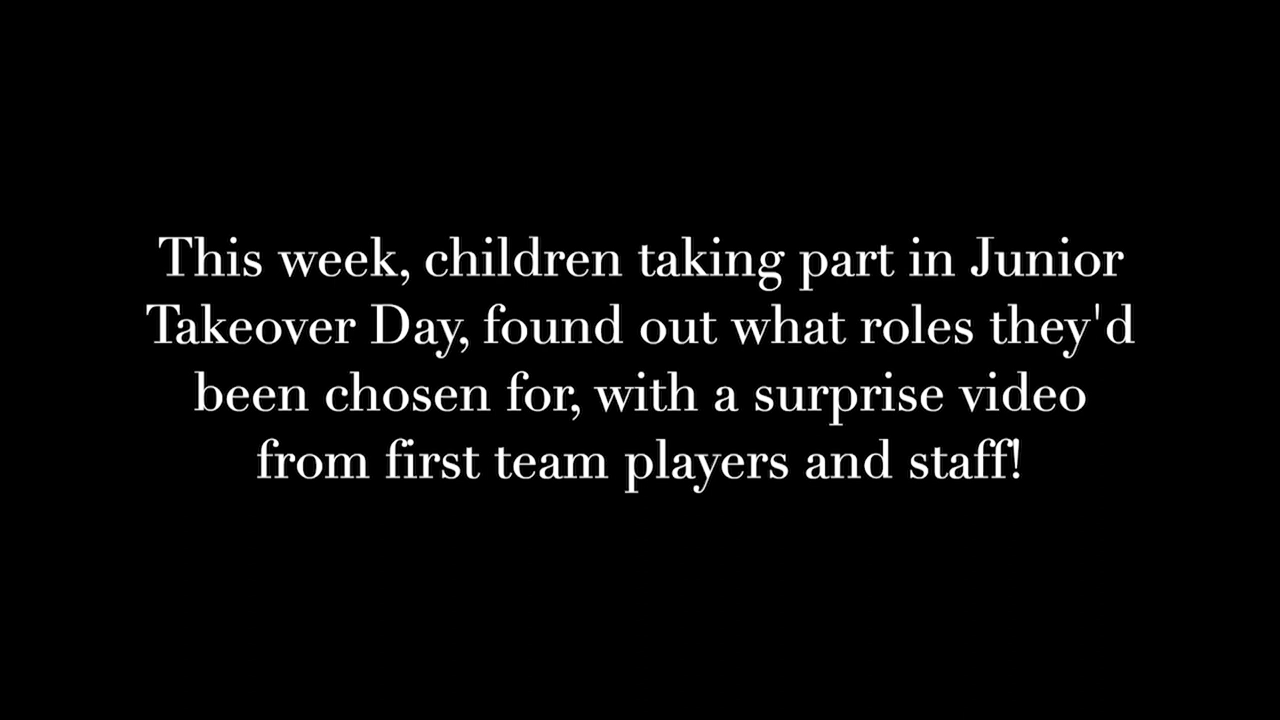 This week, children taking part in Junior
Takeover Day, found out what roles they'd
been chosen for, with a surprise video
from first team players and staff!